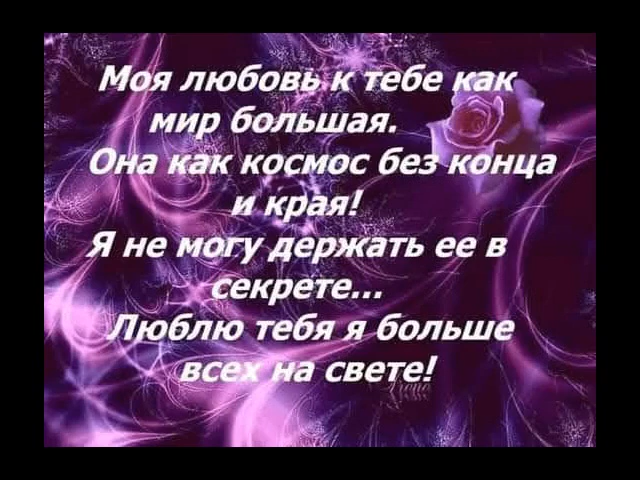 Моя любовь к тебе как
мир большая.
Она как космос без конца
и края!
Я не могу держать ее в
секрете...
Люблю тебя я больше
всех на свете!